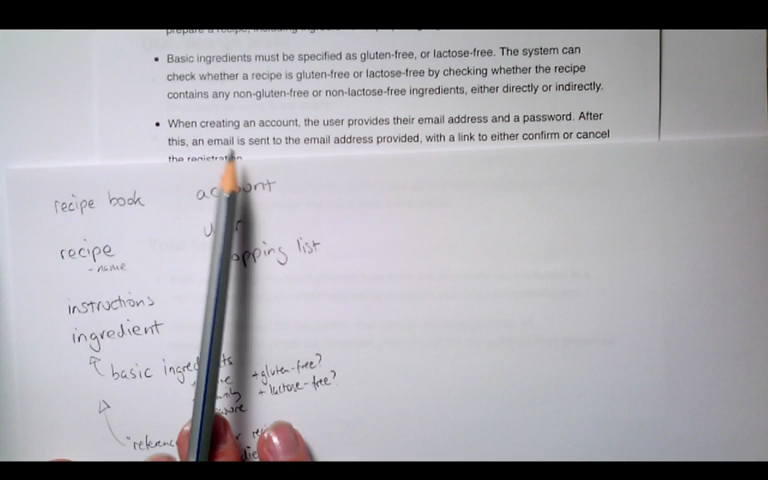 prepare a recipe, including
• Basic ingredients must be specified as gluten-free, or lactose-free. The system can
check whether a recipe is gluten-free or lactose-free by checking whether the recipe
contains any non-gluten-free or non-lactose-free ingredients, either directly or indirectly.
• When creating an account, the user provides their email address and a password. After
this, an email is sent to the email address provided, with a link to either confirm or cancel
the registration
recipe book
account
recipe
- name
list
instructions
ingredient
basic
+ gluten-free?
+ lactose-free?